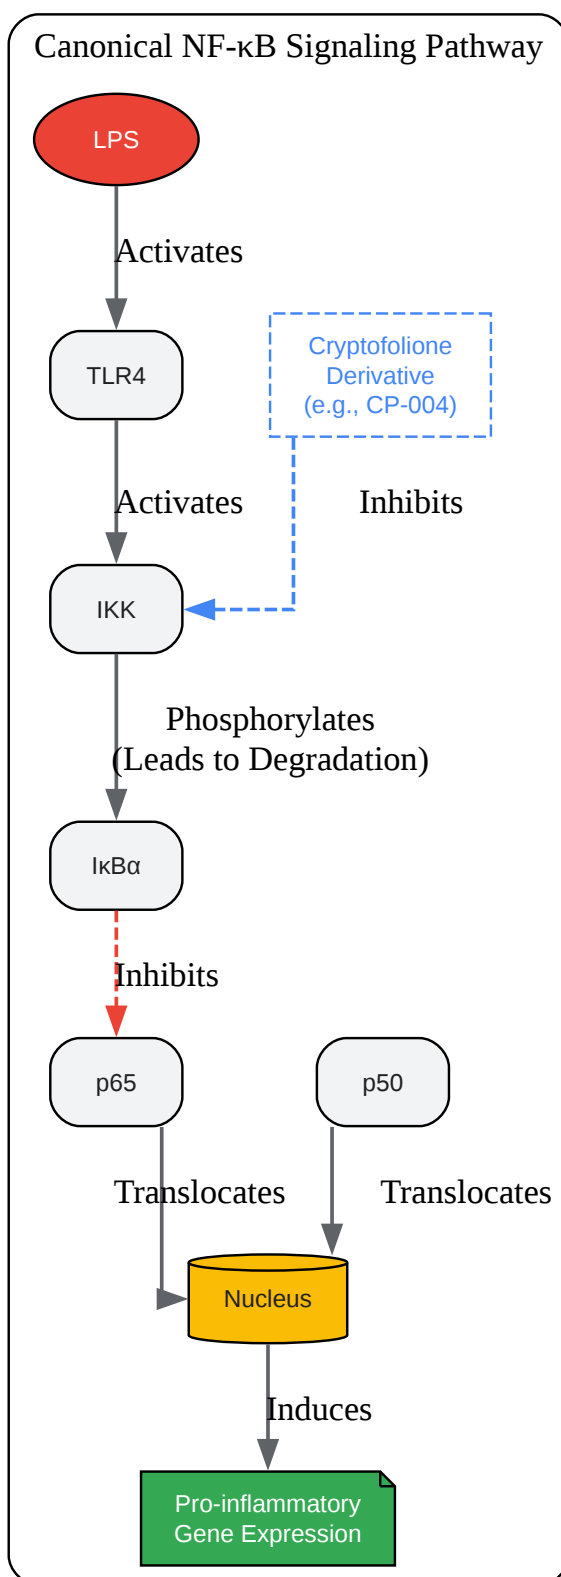 Canonical NF-κB Signaling Pathway
LPS
Activates
TLR4
Cryptofolione
Derivative
(e.g., CP-004)
Activates
Inhibits
IKK
Phosphorylates
(Leads to Degradation)
IκBα
Inhibits
p65
p50
Translocates
Translocates
Nucleus
Induces
Pro-inflammatory
Gene Expression